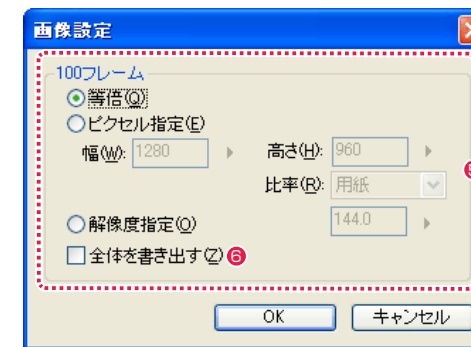 画像設定
100フレーム
等倍(Q)
ピクセル指定(E)
幅(W): 1280 高さ(H): 960
比率(R): 用紙
解像度指定(O) 144.0
全体を書き出す(Z) 6
OK キャンセル